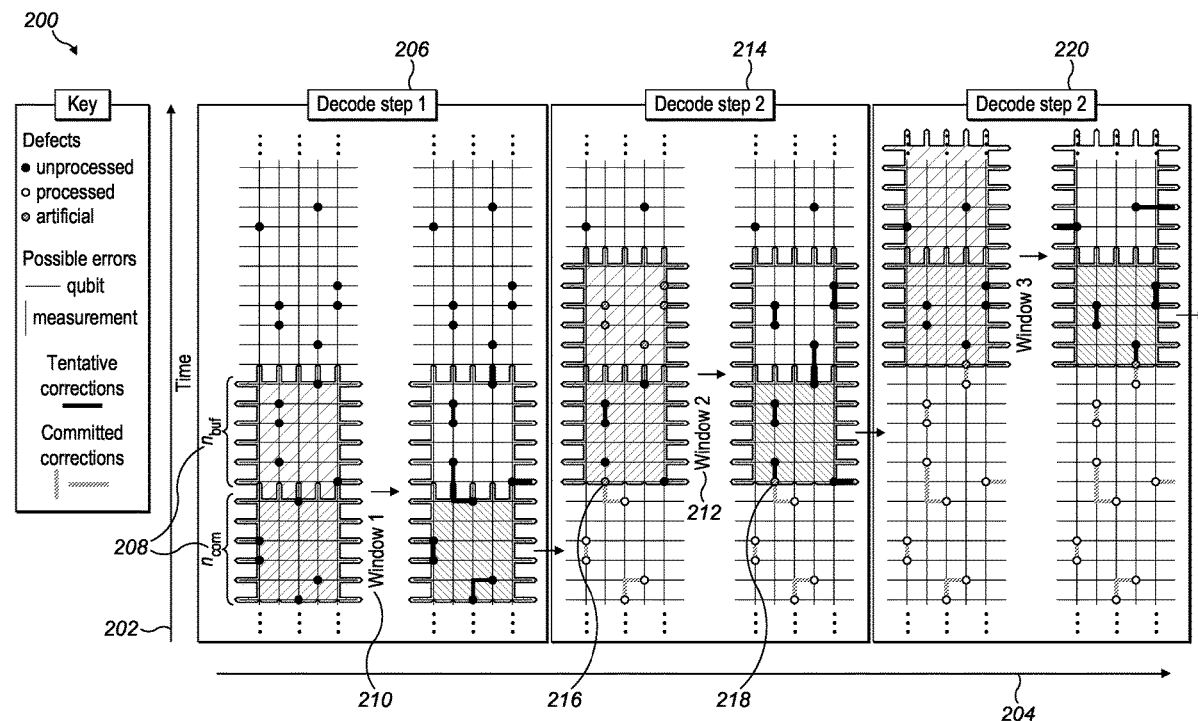 200
206
214
220
Key
Defects
unprocessed
processed
artificial
Possible errors
qubit
measurement
Tentative
corrections
Committed
corrections
Time
Decode step 1
Decode step 2
Decode step 2
n_buf
n_com
208
202
Window 1
210
Window 2
212
216
218
Window 3
204